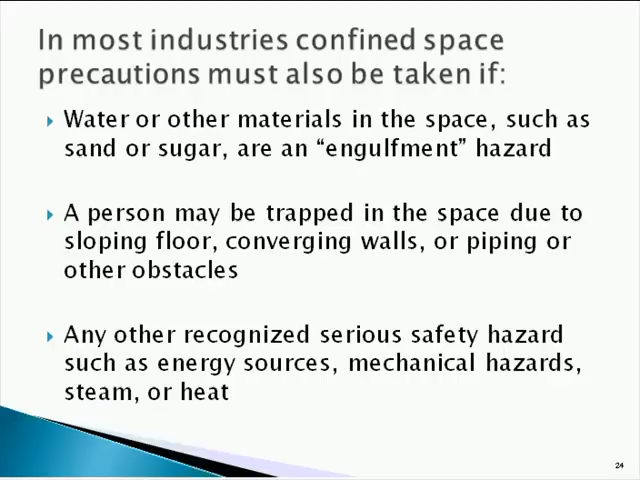 In most industries confined space
precautions must also be taken if:
Water or other materials in the space, such as
sand or sugar, are an “engulfment” hazard
A person may be trapped in the space due to
sloping floor, converging walls, or piping or
other obstacles
Any other recognized serious safety hazard
such as energy sources, mechanical hazards,
steam, or heat
24